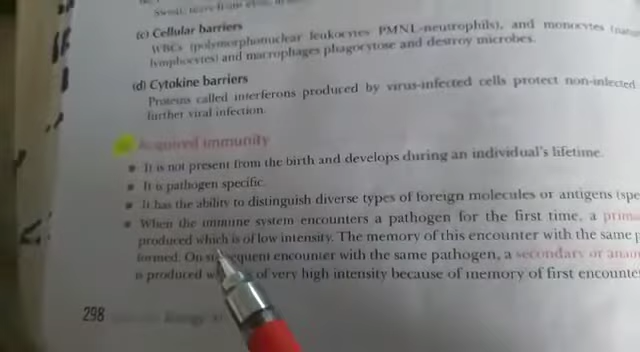 (c) Cellular barriers
WBCs (polymorphonuclear leukocytes PMNL-neutrophils), and monocytes
lymphocytes) and macrophages phagocytose and destroy microbes.
(d) Cytokine barriers
Proteins called interferons produced by virus-infected cells protect non-infected
further viral infection.
Acquired immunity
It is not present from the birth and develops during an individual's lifetime.
It is pathogen specific.
It has the ability to distinguish diverse types of foreign molecules or antigens (spe
When the immune system encounters a pathogen for the first time, a prima
produced which is of low intensity. The memory of this encounter with the same p
formed. On subsequent encounter with the same pathogen, a secondary or anam
is produced of very high intensity because of memory of first encounte
298